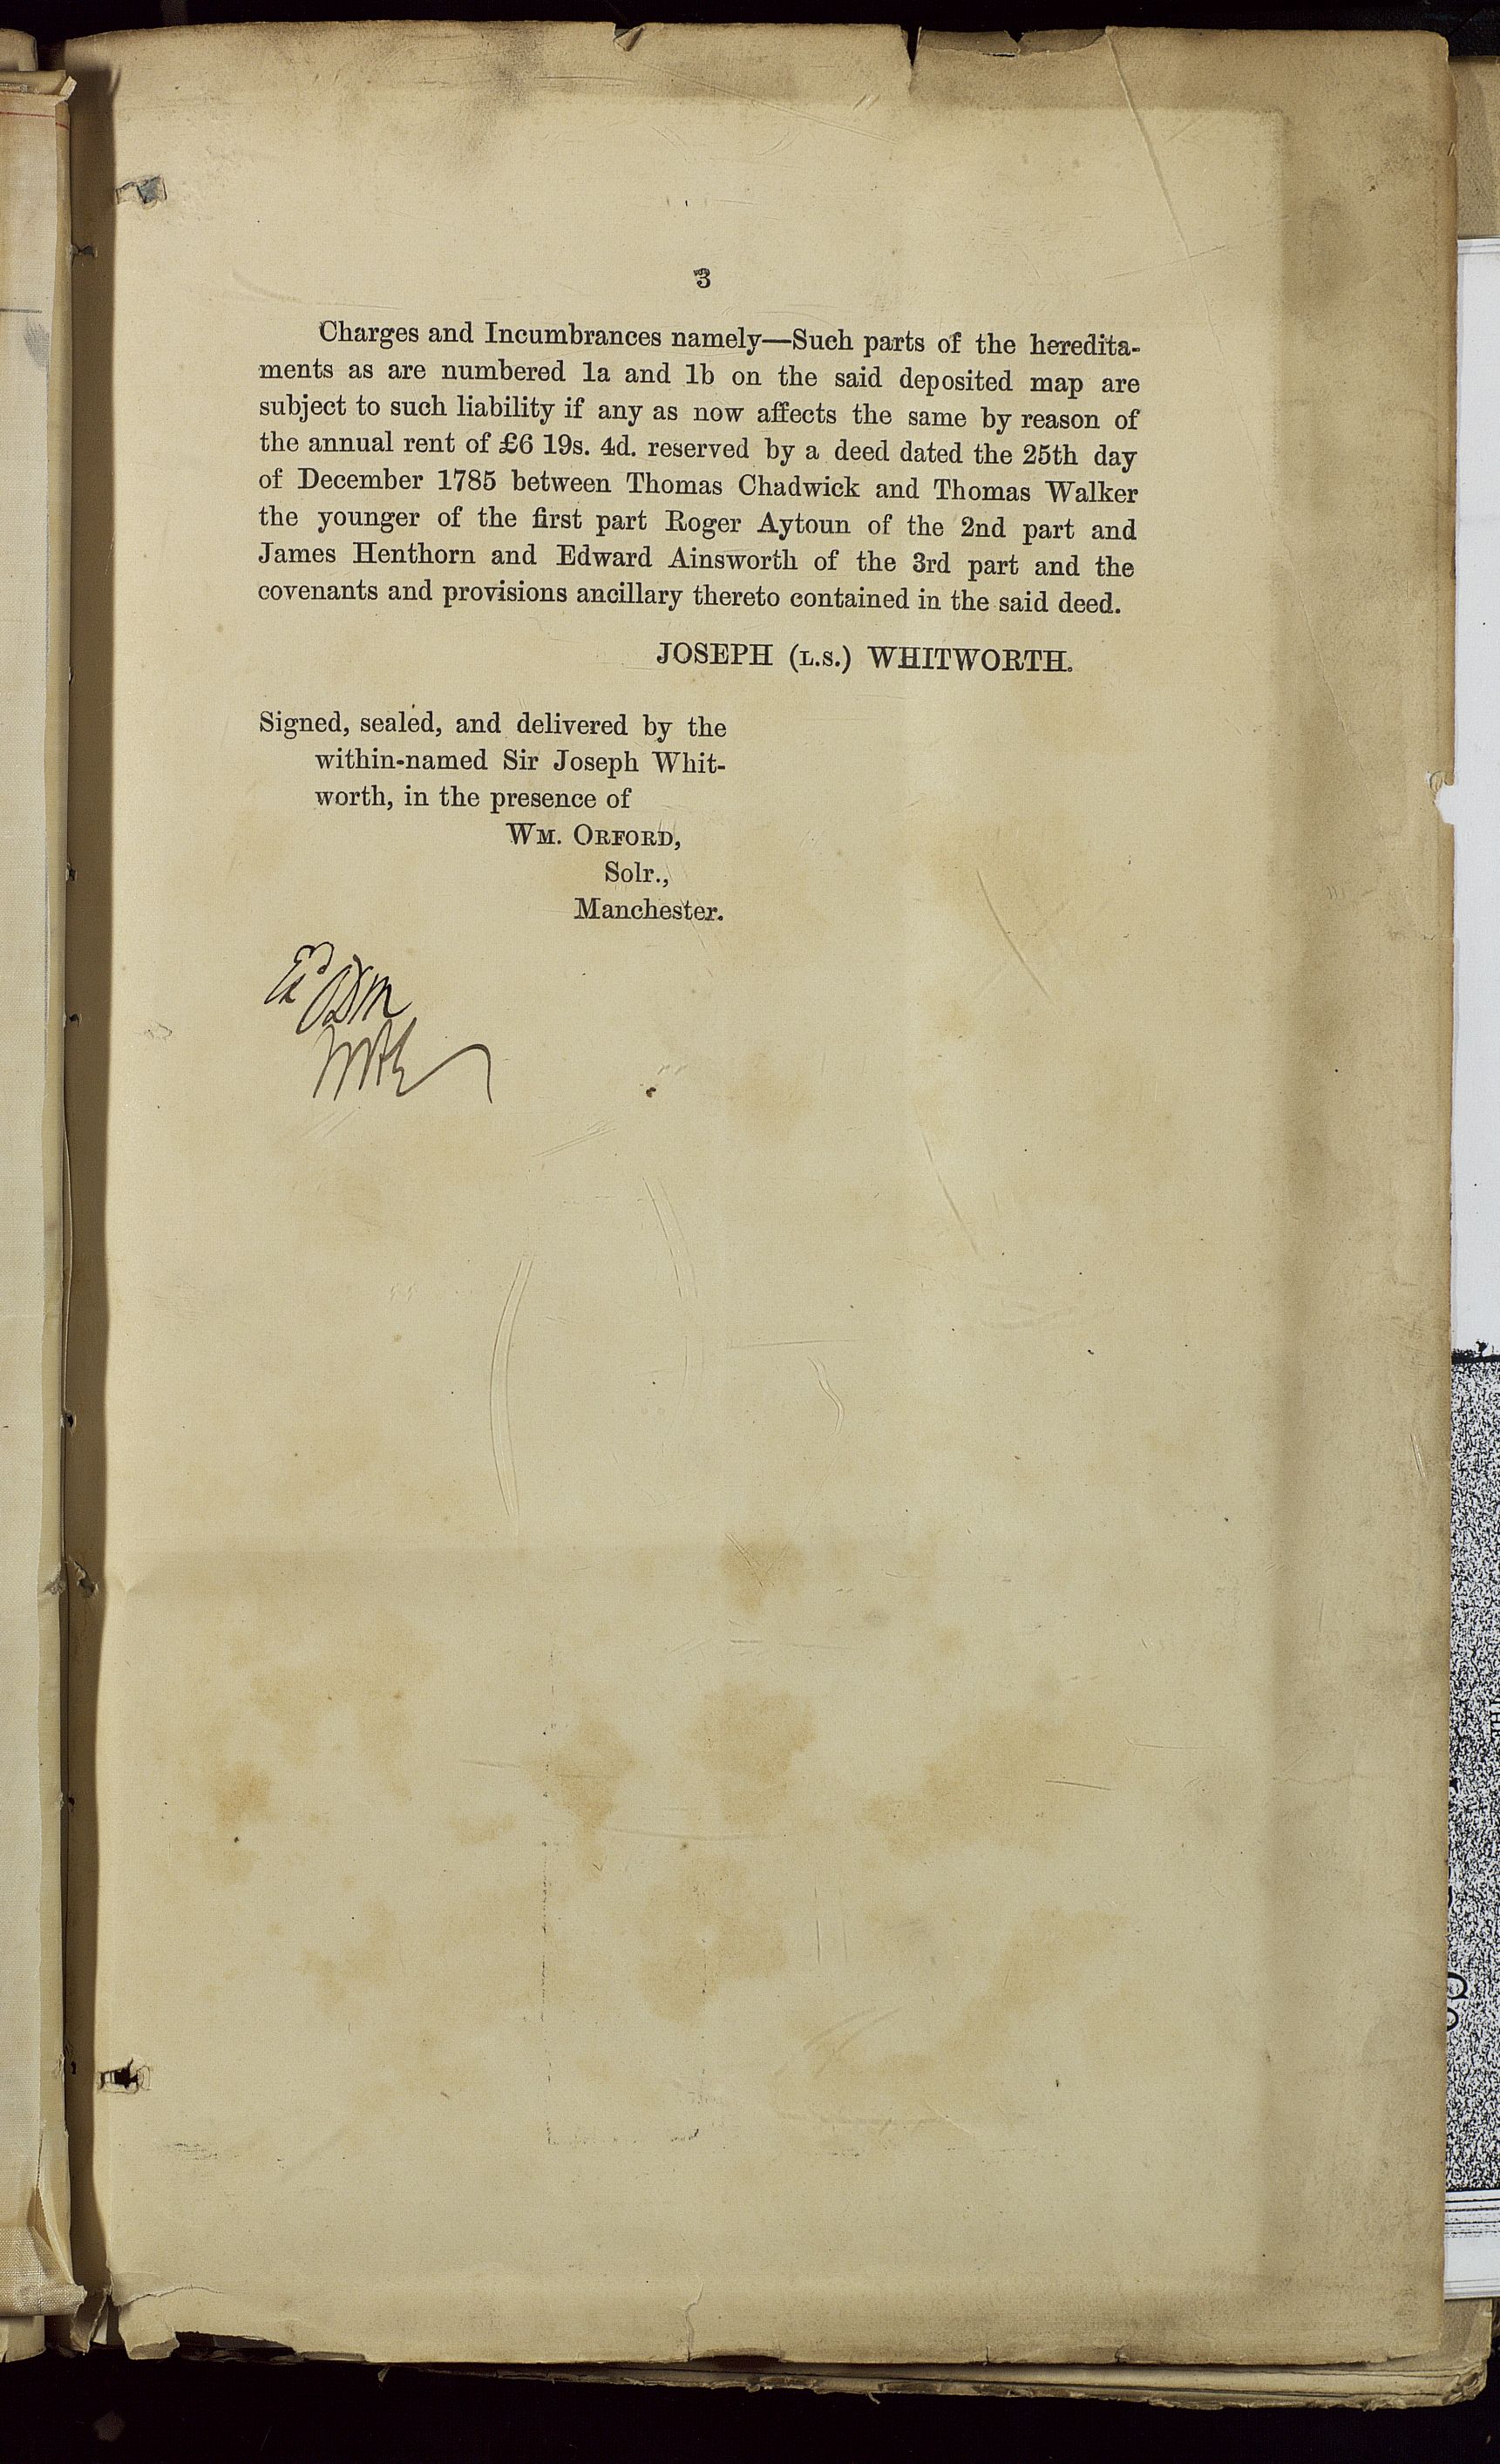 3
Charges and Incumbrances namely—Such parts of the heredita-
ments as are numbered 1a and 1b on the said deposited map are
subject to such liability if any as now affects the same by reason of
the annual rent of £6 19s. 4d. reserved by a deed dated the 25th day
of December 1785 between Thomas Chadwick and Thomas Walker
the younger of the first part Roger Aytoun of the 2nd part and
James Henthorn and Edward Ainsworth of the 3rd part and the
covenants and provisions ancillary thereto contained in the said deed.
JOSEPH (L.S.) WHITWORTH.
Signed, sealed, and delivered by the
within-named Sir Joseph Whit-
worth, in the presence of
WM. ORFORD,
Solr.,
Manchester.